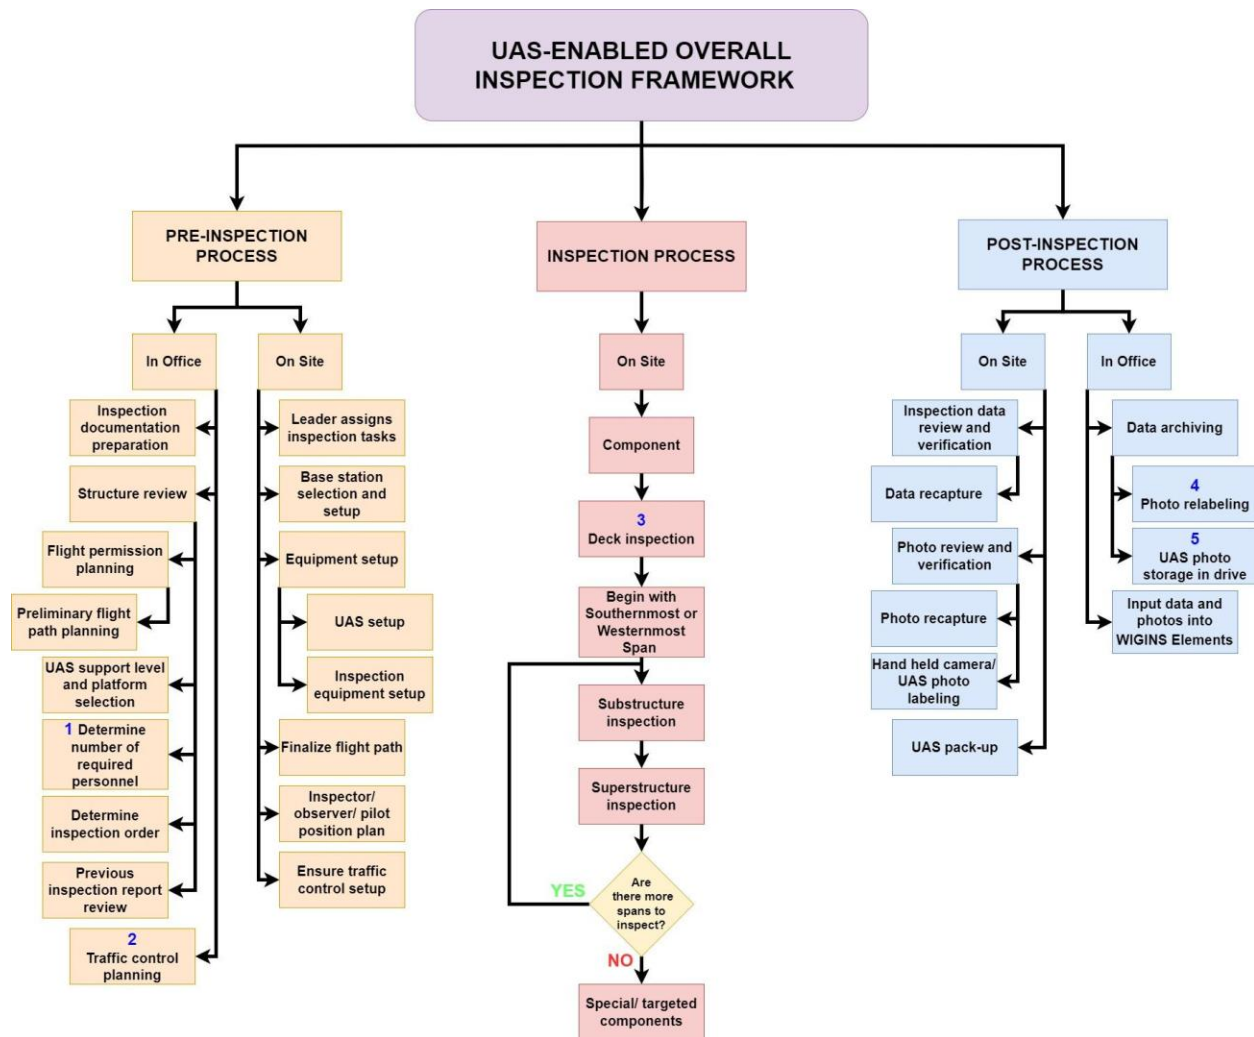 UAS-ENABLED OVERALL
INSPECTION FRAMEWORK
PRE-INSPECTION
PROCESS
In Office
Inspection
documentation
preparation
Structure review
Flight permission
planning
Preliminary flight
path planning
UAS support level
and platform
selection
1 Determine
number of
required
personnel
Determine
inspection order
Previous
inspection report
review
2
Traffic control
planning
On Site
Leader assigns
inspection tasks
Base station
selection and
setup
Equipment setup
UAS setup
Inspection
equipment setup
Finalize flight path
Inspector/
observer/ pilot
position plan
Ensure traffic
control setup
INSPECTION PROCESS
On Site
Component
3
Deck inspection
Begin with
Southernmost or
Westernmost
Span
Substructure
inspection
Superstructure
inspection
Are
there more
spans to
inspect?
YES
NO
Special/ targeted
components
POST-INSPECTION
PROCESS
On Site
Inspection data
review and
verification
Data recapture
Photo review and
verification
Photo recapture
Hand held camera/
UAS photo
labeling
UAS pack-up
In Office
Data archiving
4
Photo relabeling
5
UAS photo
storage in drive
Input data and
photos into
WIGINS Elements